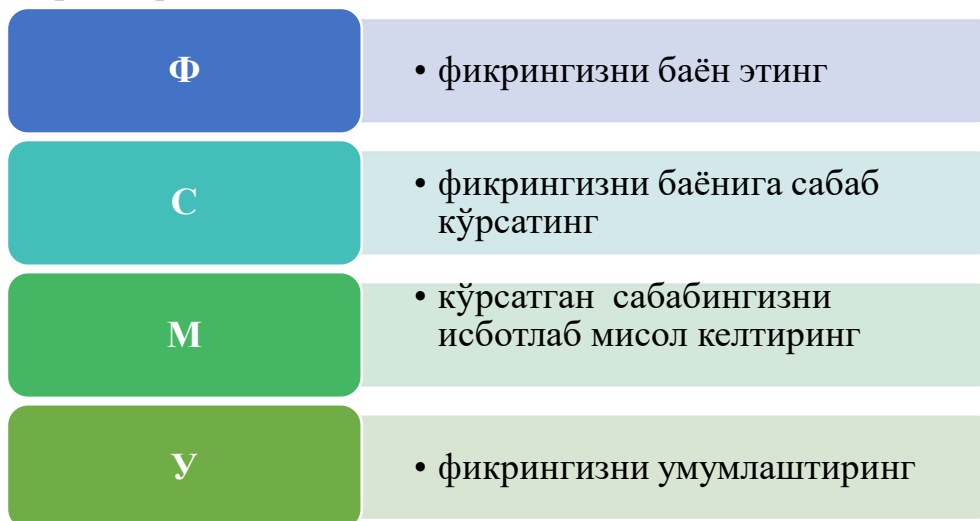 Ф
• фикрингизни баён этинг
С
• фикрингизни баёнига сабаб
кўрсатинг
М
• кўрсатган сабабингизни
исботлаб мисол келтиринг
У
• фикрингизни умумлаштиринг